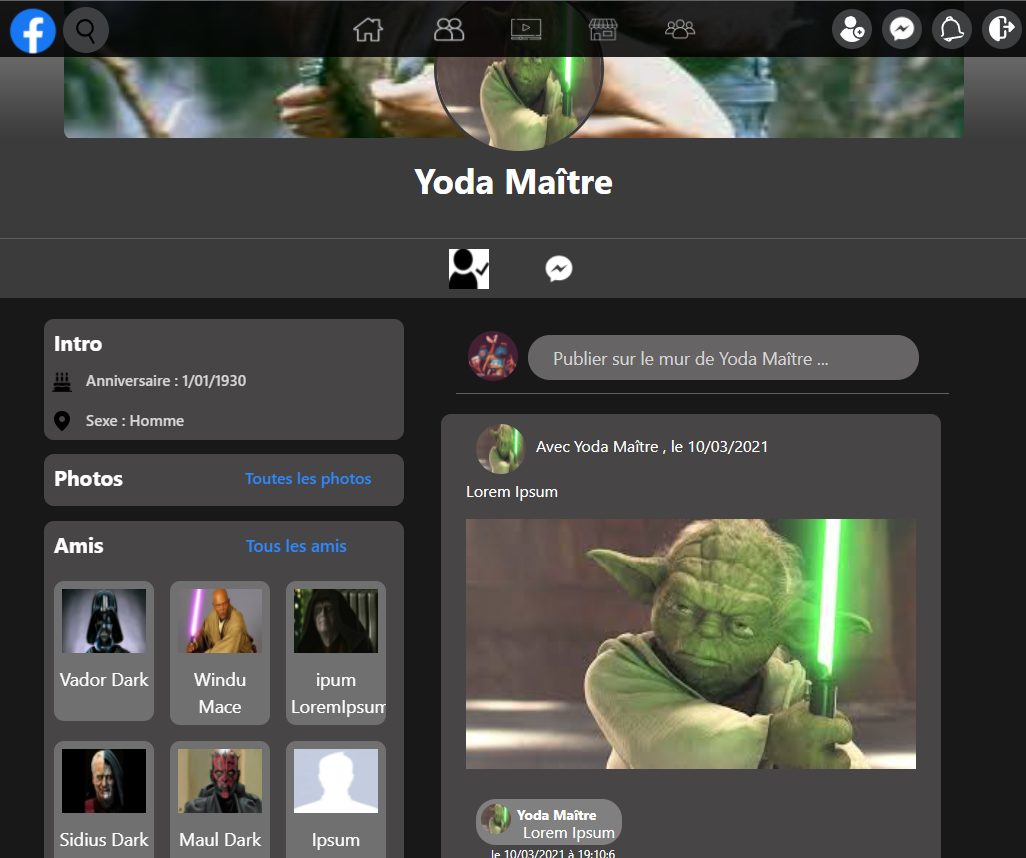 Yoda Maître
Intro
Anniversaire : 1/01/1930
Sexe : Homme
Photos
Toutes les photos
Amis
Tous les amis
Vador Dark
Windu
Mace
ipum
LoremIpsum
Sidius Dark
Maul Dark
Ipsum
Publier sur le mur de Yoda Maître ...
Avec Yoda Maître , le 10/03/2021
Lorem Ipsum
Yoda Maître
Lorem Ipsum
le 10/03/2021 à 19:10:6